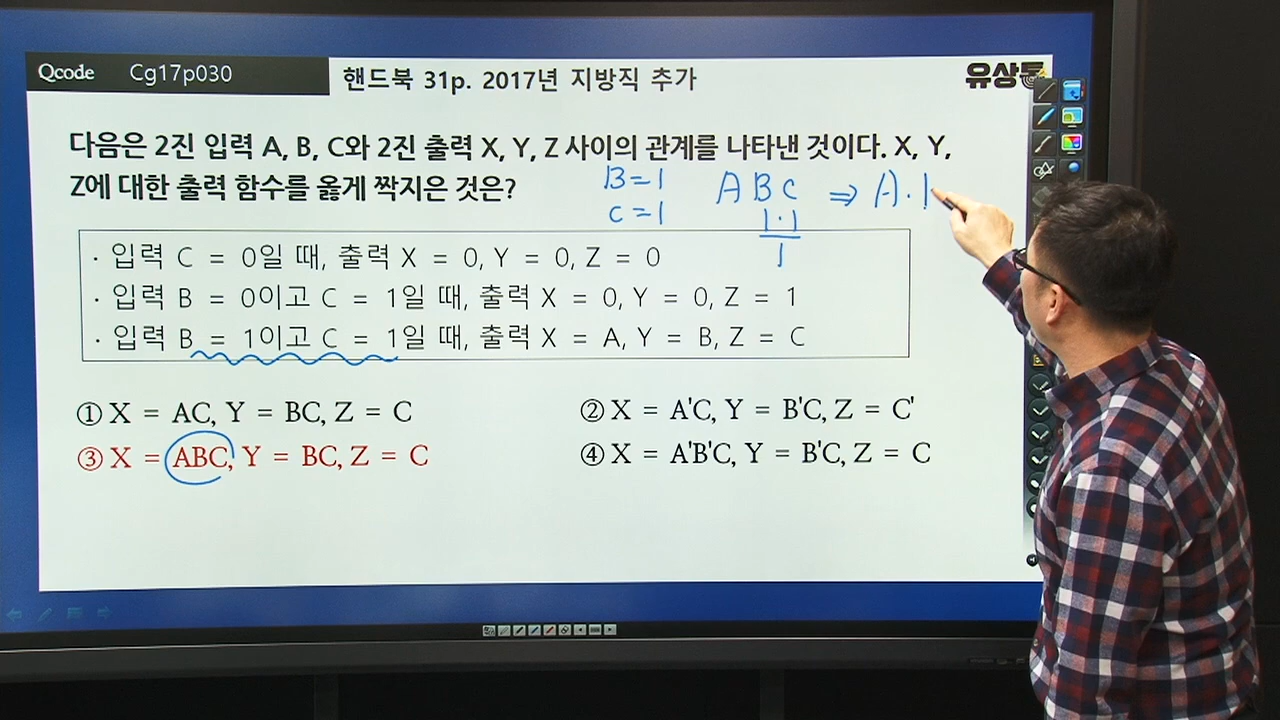 Qcode Cg17p030 핸드북 31p. 2017년 지방직 추가 유상통
다음은 2진 입력 A, B, C와 2진 출력 X, Y, Z 사이의 관계를 나타낸 것이다. X, Y,
Z에 대한 출력 함수를 옳게 짝지은 것은?
B=1 A B C ⇒ A·1
C=1 1·1
1
· 입력 C = 0일 때, 출력 X = 0, Y = 0, Z = 0
· 입력 B = 0이고 C = 1일 때, 출력 X = 0, Y = 0, Z = 1
· 입력 B = 1이고 C = 1일 때, 출력 X = A, Y = B, Z = C
① X = AC, Y = BC, Z = C ② X = A'C, Y = B'C, Z = C'
③ X = ABC, Y = BC, Z = C ④ X = A'B'C, Y = B'C, Z = C